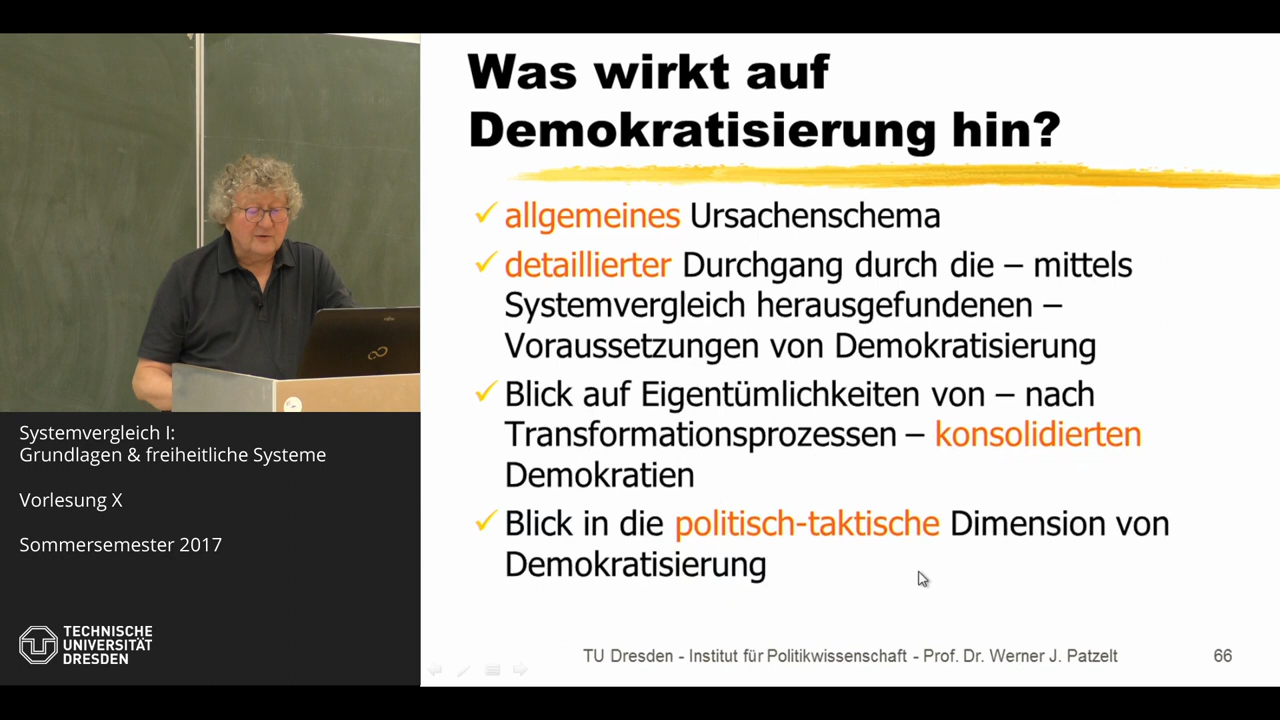 Was wirkt auf
Demokratisierung hin?
✓ allgemeines Ursachenschema
✓ detaillierter Durchgang durch die – mittels
Systemvergleich herausgefundenen –
Voraussetzungen von Demokratisierung
✓ Blick auf Eigentümlichkeiten von – nach
Transformationsprozessen – konsolidierten
Demokratien
✓ Blick in die politisch-taktische Dimension von
Demokratisierung
TU Dresden - Institut für Politikwissenschaft - Prof. Dr. Werner J. Patzelt
66
Systemvergleich I:
Grundlagen & freiheitliche Systeme
Vorlesung X
Sommersemester 2017
TECHNISCHE
UNIVERSITÄT
DRESDEN